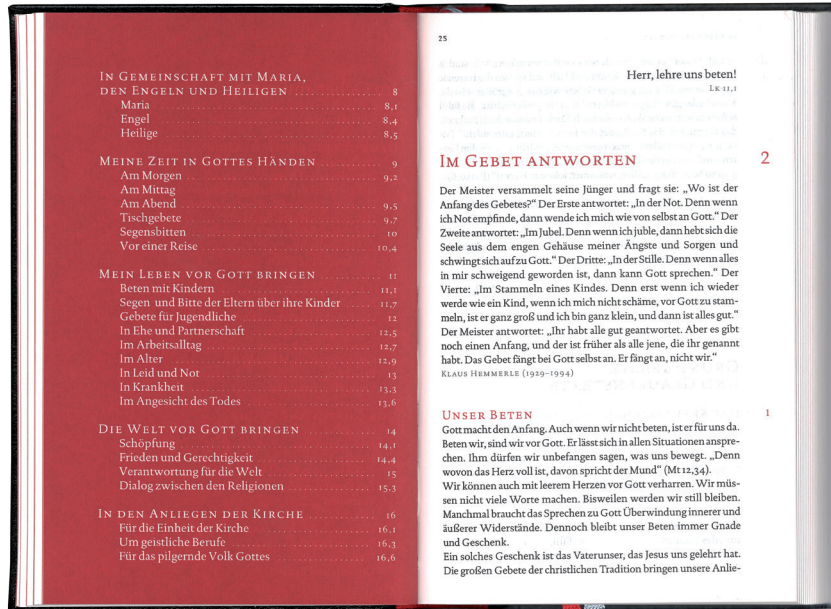 IN GEMEINSCHAFT MIT MARIA,
DEN ENGELN UND HEILIGEN 8
Maria 8,1
Engel 8,4
Heilige 8,5
MEINE ZEIT IN GOTTES HÄNDEN 9
Am Morgen 9,2
Am Mittag
Am Abend 9,5
Tischgebete 9,7
Segensbitten 10
Vor einer Reise 10,4
MEIN LEBEN VOR GOTT BRINGEN 11
Beten mit Kindern 11,1
Segen und Bitte der Eltern über ihre Kinder 11,7
Gebete für Jugendliche 12
In Ehe und Partnerschaft 12,5
Im Arbeitsalltag 12,7
Im Alter 12,9
In Leid und Not 13
In Krankheit 13,3
Im Angesicht des Todes 13,6
DIE WELT VOR GOTT BRINGEN 14
Schöpfung 14,1
Frieden und Gerechtigkeit 14,4
Verantwortung für die Welt 15
Dialog zwischen den Religionen 15,3
IN DEN ANLIEGEN DER KIRCHE 16
Für die Einheit der Kirche 16,1
Um geistliche Berufe 16,3
Für das pilgernde Volk Gottes 16,6
25
Herr, lehre uns beten!
LK 11,1
IM GEBET ANTWORTEN 2
Der Meister versammelt seine Jünger und fragt sie: „Wo ist der
Anfang des Gebetes?“ Der Erste antwortet: „In der Not. Denn wenn
ich Not empfinde, dann wende ich mich wie von selbst an Gott.“ Der
Zweite antwortet: „Im Jubel. Denn wenn ich juble, dann hebt sich die
Seele aus dem engen Gehäuse meiner Ängste und Sorgen und
schwingt sich auf zu Gott.“ Der Dritte: „In der Stille. Denn wenn alles
in mir schweigend geworden ist, dann kann Gott sprechen.“ Der
Vierte: „Im Stammeln eines Kindes. Denn erst wenn ich wieder
werde wie ein Kind, wenn ich mich nicht schäme, vor Gott zu stam-
meln, ist er ganz groß und ich bin ganz klein, und dann ist alles gut.“
Der Meister antwortet: „Ihr habt alle gut geantwortet. Aber es gibt
noch einen Anfang, und der ist früher als alle jene, die ihr genannt
habt. Das Gebet fängt bei Gott selbst an. Er fängt an, nicht wir.“
KLAUS HEMMERLE (1929–1994)
UNSER BETEN 1
Gott macht den Anfang. Auch wenn wir nicht beten, ist er für uns da.
Beten wir, sind wir vor Gott. Er lässt sich in allen Situationen anspre-
chen. Ihm dürfen wir unbefangen sagen, was uns bewegt. „Denn
wovon das Herz voll ist, davon spricht der Mund“ (Mt 12,34).
Wir können auch mit leerem Herzen vor Gott verharren. Wir müs-
sen nicht viele Worte machen. Bisweilen werden wir still bleiben.
Manchmal braucht das Sprechen zu Gott Überwindung innerer und
äußerer Widerstände. Dennoch bleibt unser Beten immer Gnade
und Geschenk.
Ein solches Geschenk ist das Vaterunser, das Jesus uns gelehrt hat.
Die großen Gebete der christlichen Tradition bringen unsere Anlie-